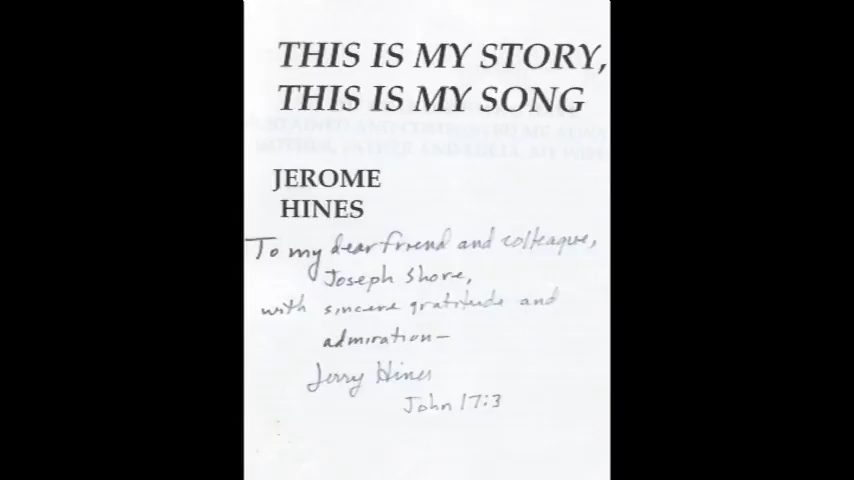 THIS IS MY STORY,
THIS IS MY SONG
JEROME
HINES
To my dear friend and colleague,
Joseph Shore,
with sincere gratitude and
admiration—
Jerry Hines
John 17:3